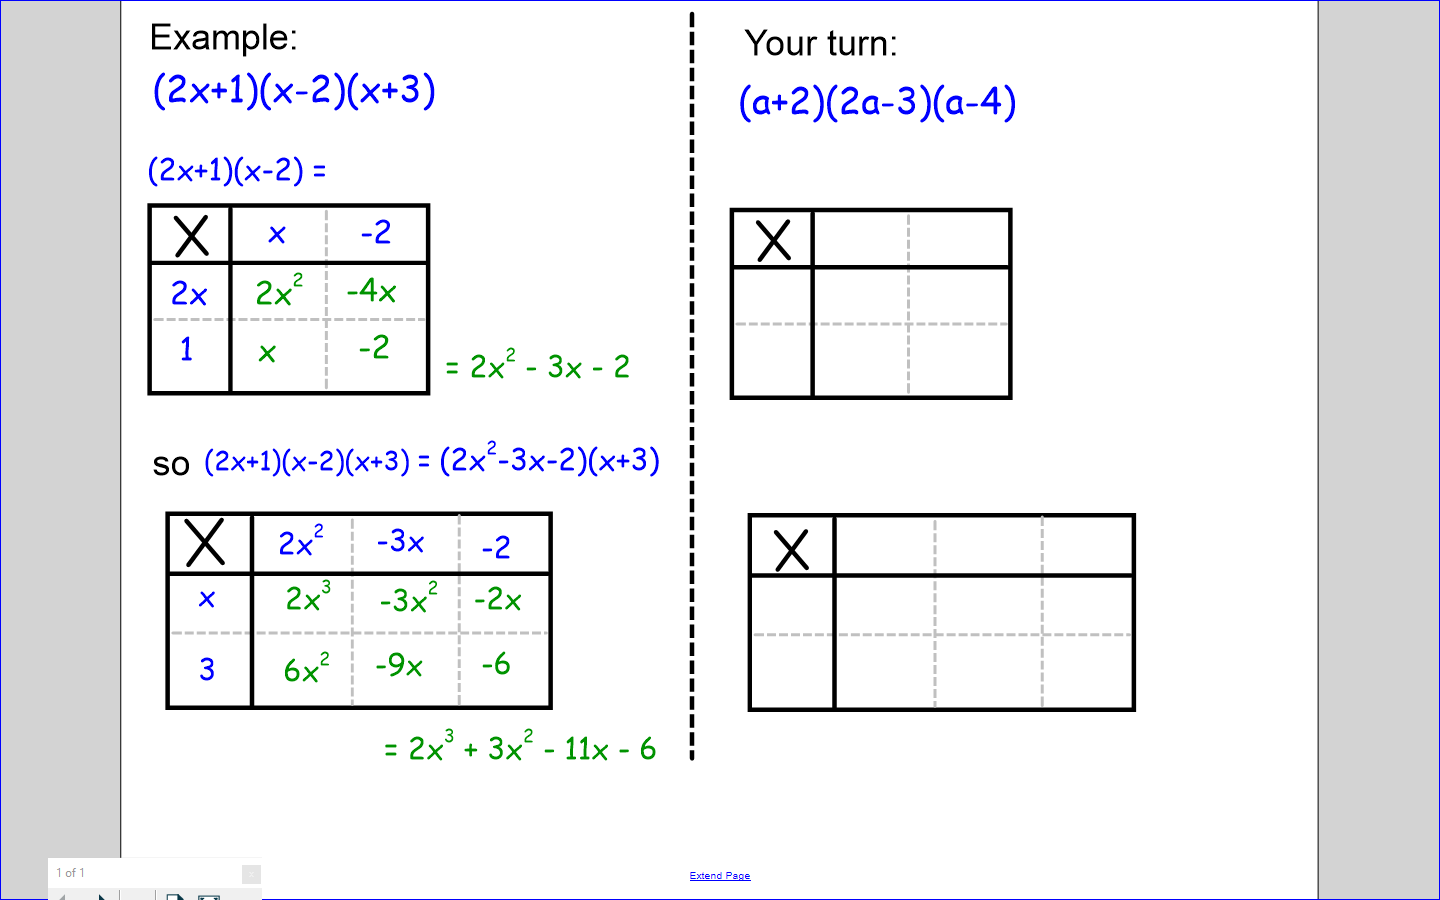 Example:
(2x+1)(x-2)(x+3)
(2x+1)(x-2) =
X x -2
2x 2x² -4x
1 x -2
= 2x² - 3x - 2
so (2x+1)(x-2)(x+3) = (2x²-3x-2)(x+3)
X 2x² -3x -2
x 2x³ -3x² -2x
3 6x² -9x -6
= 2x³ + 3x² - 11x - 6
Your turn:
(a+2)(2a-3)(a-4)
X
X
Extend Page
1 of 1